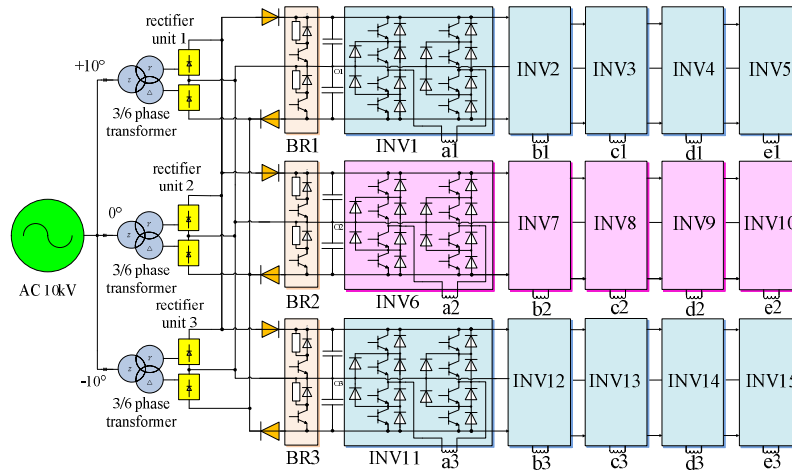 rectifier
unit 1
+10°
z
Y
△
3/6 phase
transformer
BR1
C1
INV1
a1
INV2
b1
INV3
c1
INV4
d1
INV5
e1
rectifier
unit 2
0°
z
Y
△
3/6 phase
transformer
AC 10kV
BR2
C2
INV6
a2
INV7
b2
INV8
c2
INV9
d2
INV10
e2
rectifier
unit 3
-10°
z
Y
△
3/6 phase
transformer
BR3
C3
INV11
a3
INV12
b3
INV13
c3
INV14
d3
INV15
e3